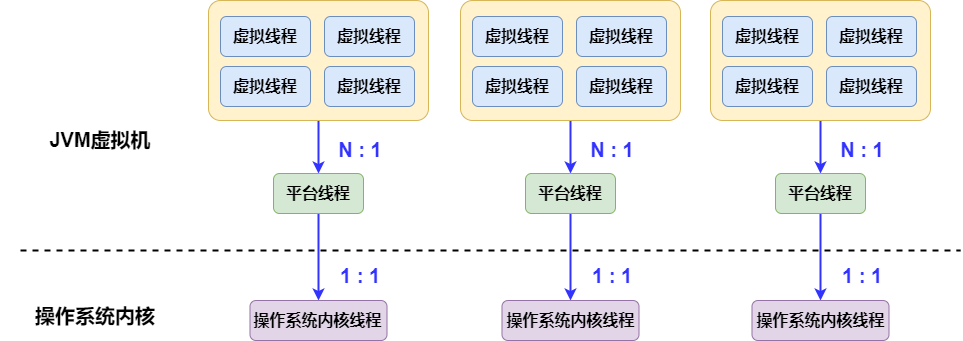 虚拟线程 虚拟线程 虚拟线程 虚拟线程 虚拟线程 虚拟线程
虚拟线程 虚拟线程 虚拟线程 虚拟线程 虚拟线程 虚拟线程
JVM虚拟机
N : 1 N : 1 N : 1
平台线程 平台线程 平台线程
1 : 1 1 : 1 1 : 1
操作系统内核
操作系统内核线程 操作系统内核线程 操作系统内核线程